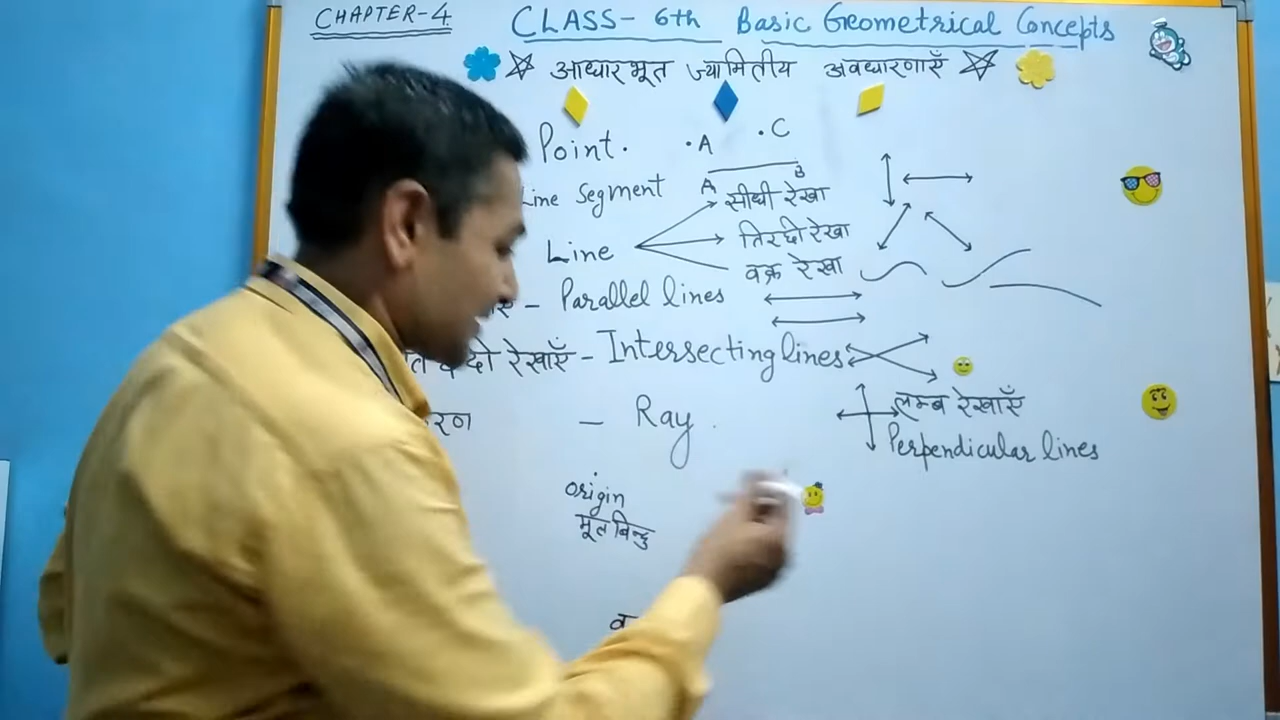 CHAPTER-4 CLASS- 6th Basic Geometrical Concepts
आधारभूत ज्यामितीय अवधारणाएँ
Point. .A .C
Line Segment A B
सीधी रेखा
Line तिरछी रेखा
वक्र रेखा
- Parallel lines
दो रेखाएँ - Intersecting lines
लम्ब रेखाएँ
- Ray.
Perpendicular lines
origin
मूल बिन्दु